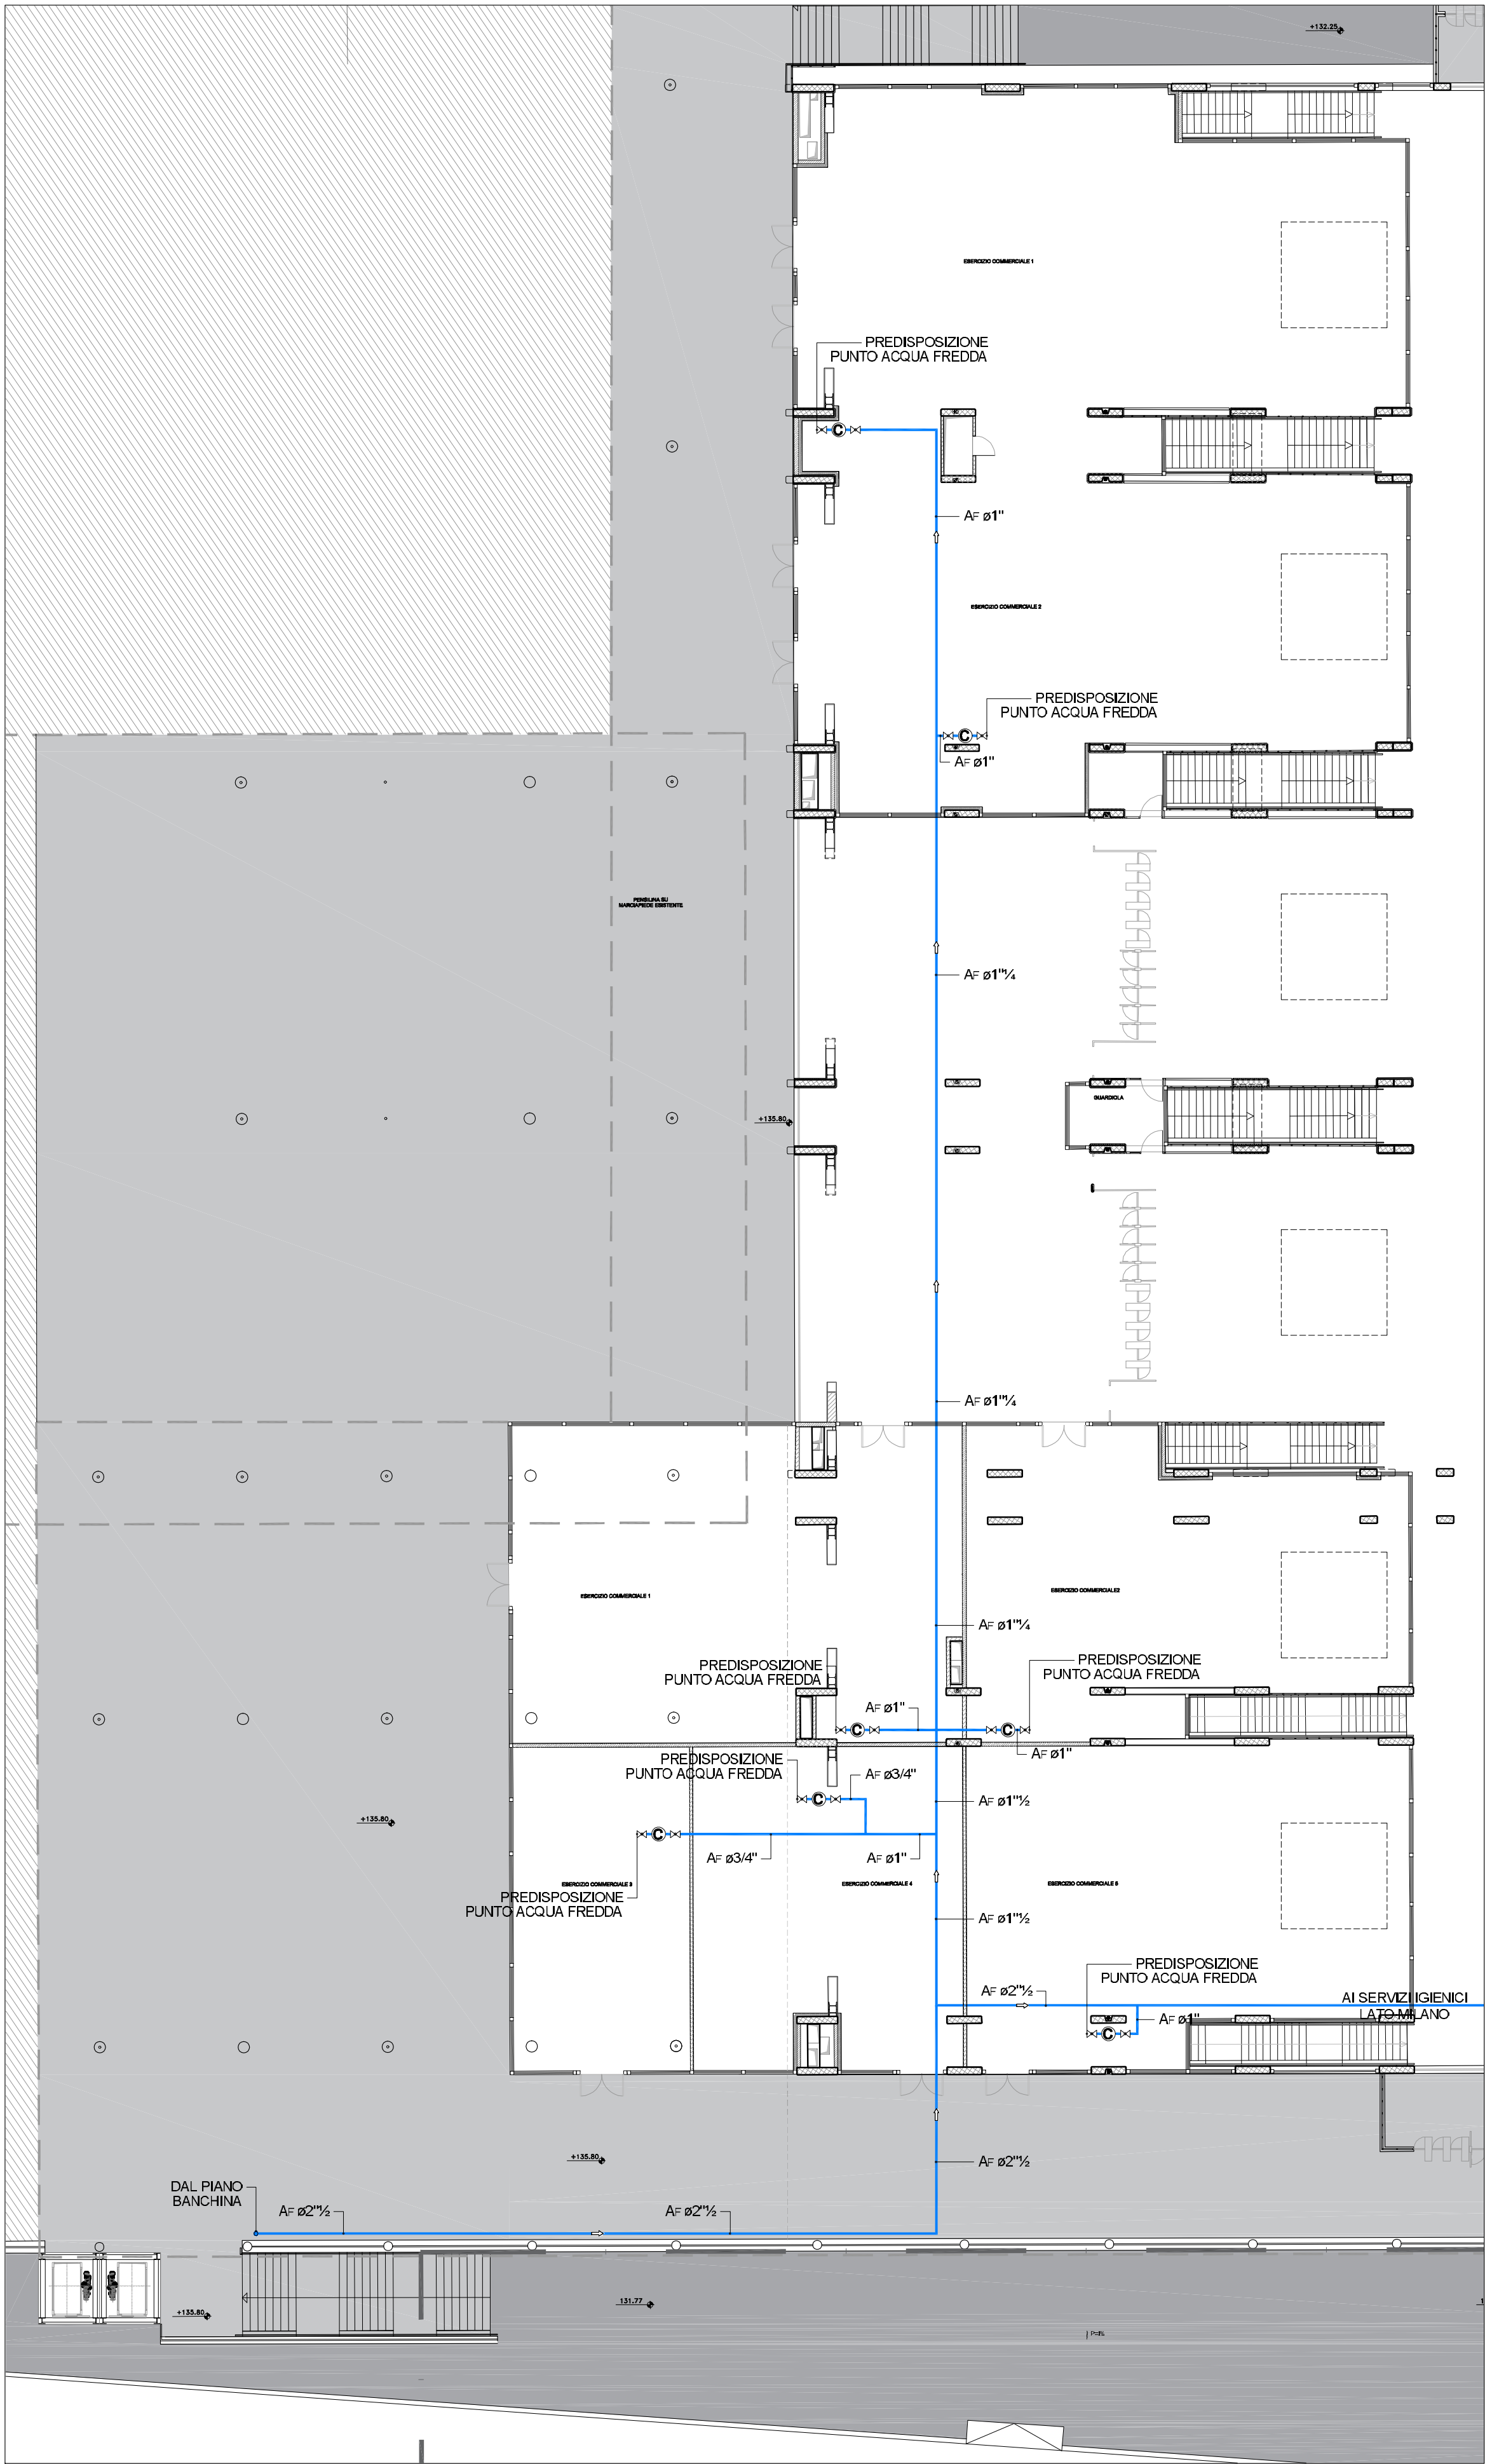 +132.25
ESERCIZIO COMMERCIALE 1
PREDISPOSIZIONE
PUNTO ACQUA FREDDA
C
AF ø1"
ESERCIZIO COMMERCIALE 2
PREDISPOSIZIONE
PUNTO ACQUA FREDDA
C
AF ø1"
PENSILINA SU
MARCIAPIEDE ESISTENTE
AF ø1"¼
GUARDIOLA
+135.80
AF ø1"¼
ESERCIZIO COMMERCIALE 1
ESERCIZIO COMMERCIALE2
AF ø1"¼
PREDISPOSIZIONE
PUNTO ACQUA FREDDA
PREDISPOSIZIONE
PUNTO ACQUA FREDDA
AF ø1"
C
C
AF ø1"
PREDISPOSIZIONE
PUNTO ACQUA FREDDA
AF ø3/4"
C
AF ø1"½
+135.80
C
AF ø3/4"
AF ø1"
ESERCIZIO COMMERCIALE 3
ESERCIZIO COMMERCIALE 4
ESERCIZIO COMMERCIALE 5
PREDISPOSIZIONE
PUNTO ACQUA FREDDA
AF ø1"½
PREDISPOSIZIONE
PUNTO ACQUA FREDDA
AF ø2"½
AI SERVIZI IGIENICI
LATO MILANO
AF ø1"
C
+135.80
AF ø2"½
DAL PIANO
BANCHINA
AF ø2"½
AF ø2"½
131.77
+135.80